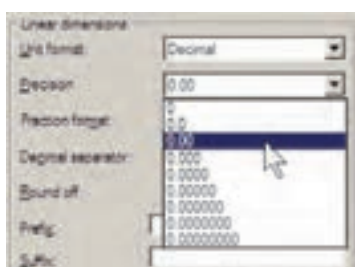 Linear dimensions
Unit format: Decimal
Precision 0.00
0
0.0
Fraction format: 0.00
Decimal separator: 0.000
0.0000
Round off: 0.00000
0.000000
Prefix: 0.0000000
0.00000000
Suffix: